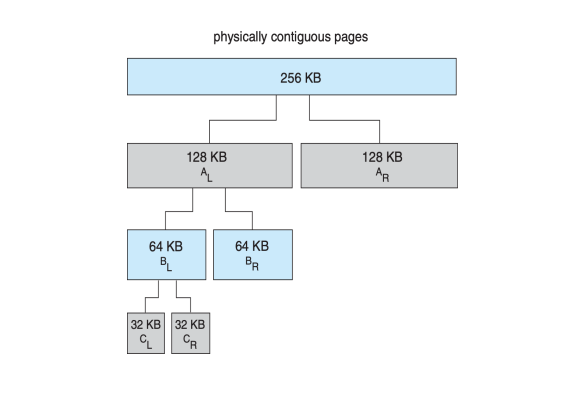 physically contiguous pages
256 KB
128 KB
128 KB
A L
A R
64 KB
64 KB
B L
B R
32 KB
32 KB
C L
C R